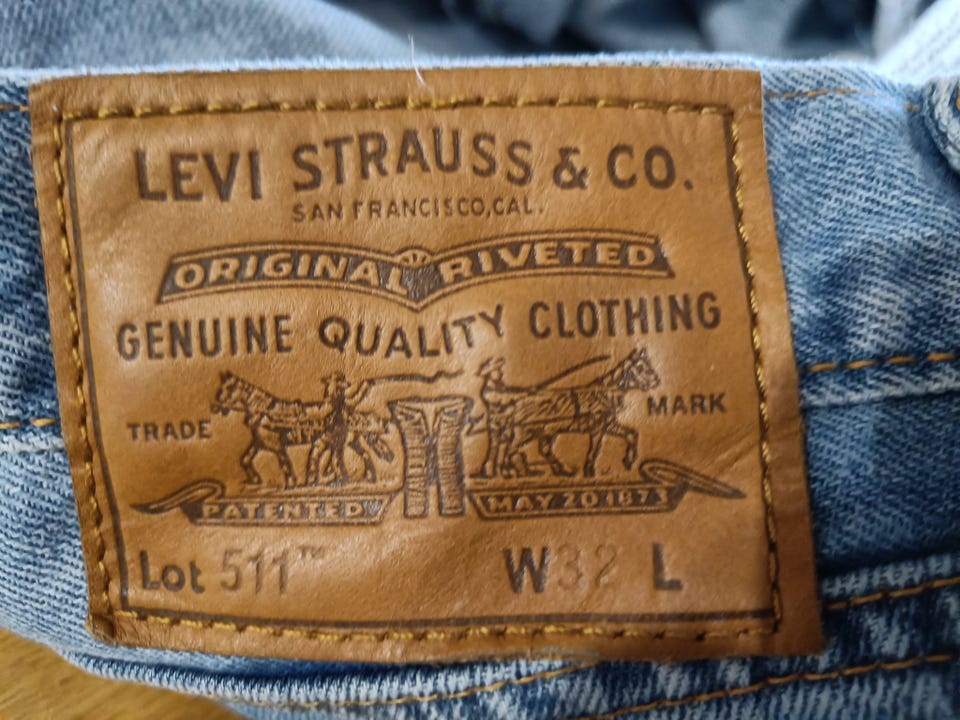 LEVI STRAUSS & CO.
SAN FRANCISCO, CAL.
ORIGINAL RIVETED
GENUINE QUALITY CLOTHING
TRADE MARK
PATENTED MAY 20 1873
Lot 511™ W32 L